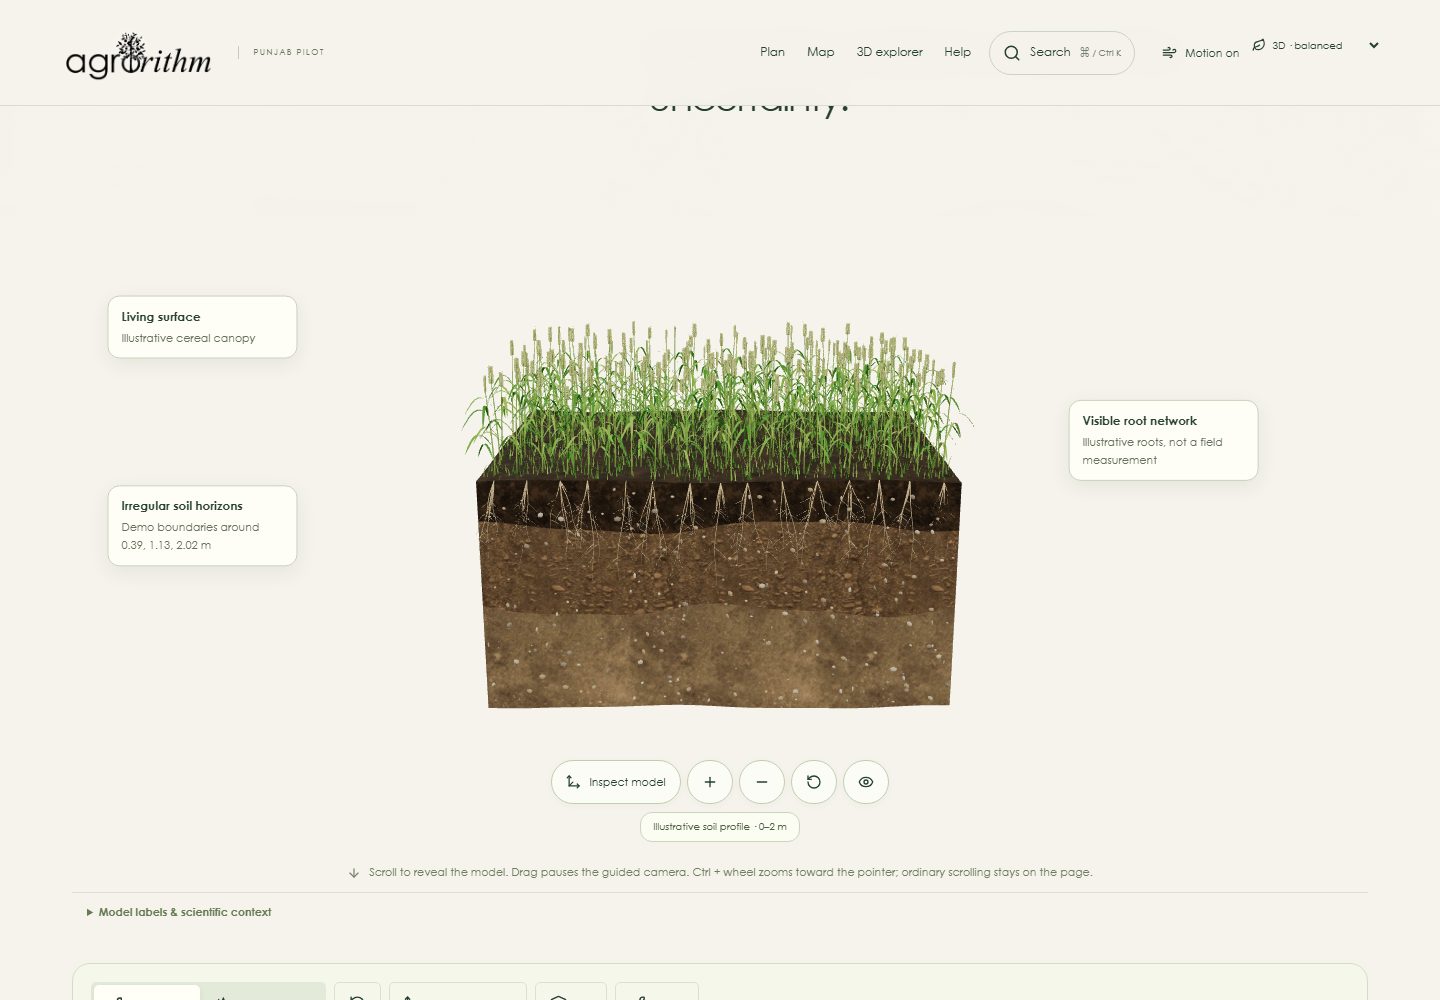 agrorithm
PUNJAB PILOT
Plan
Map
3D explorer
Help
Search ⌘ / Ctrl K
Motion on
3D · balanced
uncertainty.
Living surface
Illustrative cereal canopy
Visible root network
Illustrative roots, not a field
measurement
Irregular soil horizons
Demo boundaries around
0.39, 1.13, 2.02 m
Inspect model
Illustrative soil profile · 0–2 m
Scroll to reveal the model. Drag pauses the guided camera. Ctrl + wheel zooms toward the pointer; ordinary scrolling stays on the page.
Model labels & scientific context